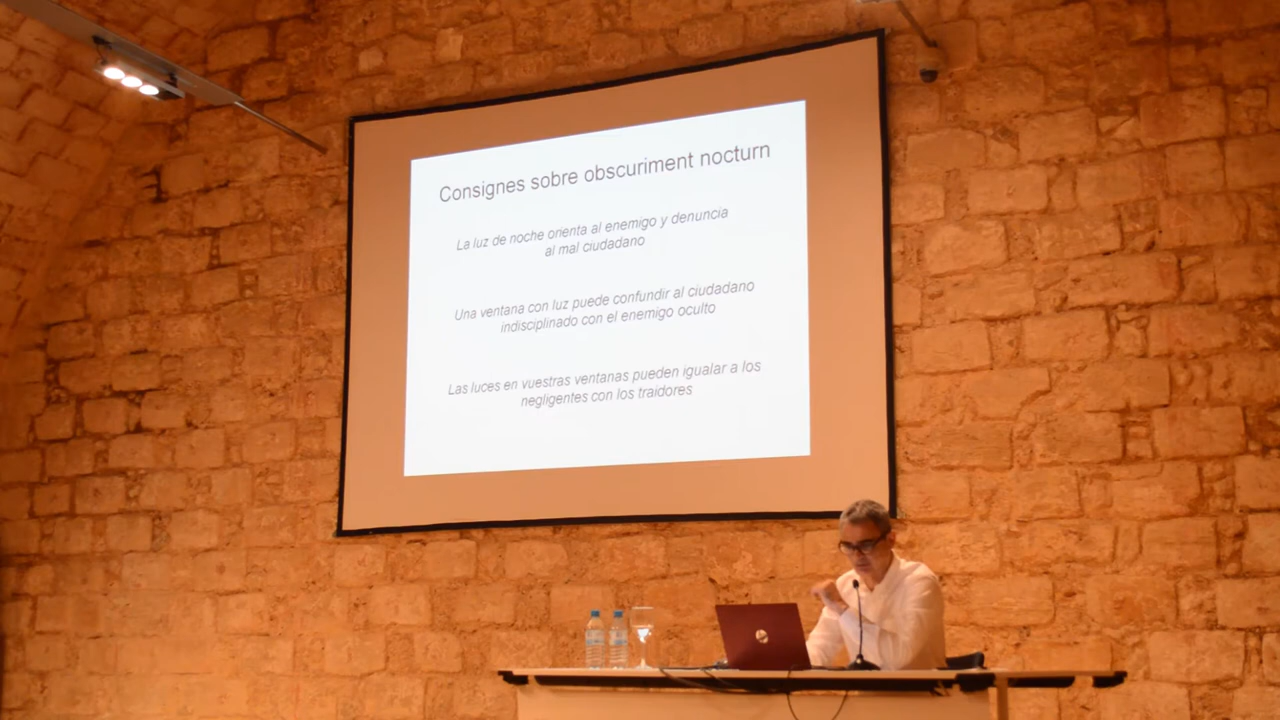 Consignes sobre obscuriment nocturn
La luz de noche orienta al enemigo y denuncia
al mal ciudadano
Una ventana con luz puede confundir al ciudadano
indisciplinado con el enemigo oculto
Las luces en vuestras ventanas pueden igualar a los
negligentes con los traidores